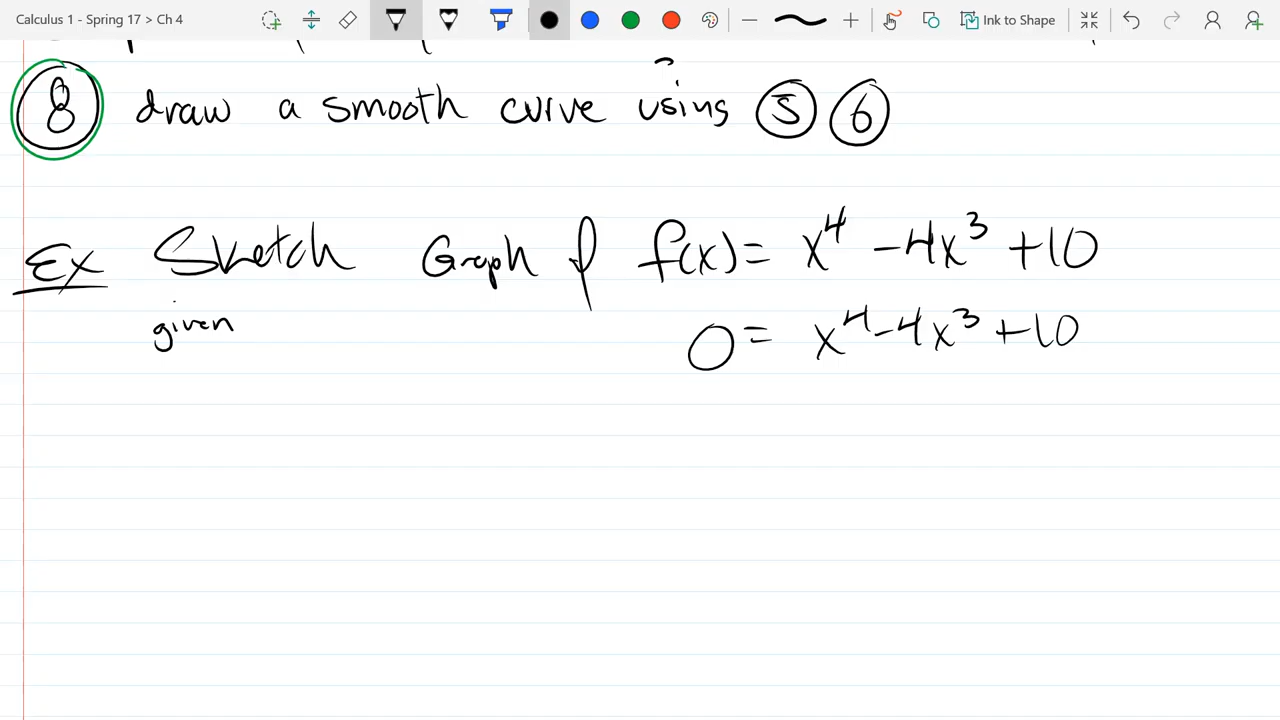 Calculus 1 - Spring 17 > Ch 4
Ink to Shape
8 draw a smooth curve using 5 6
Ex Sketch Graph of f(x) = x⁴ - 4x³ + 10
given
0 = x⁴ - 4x³ + 10